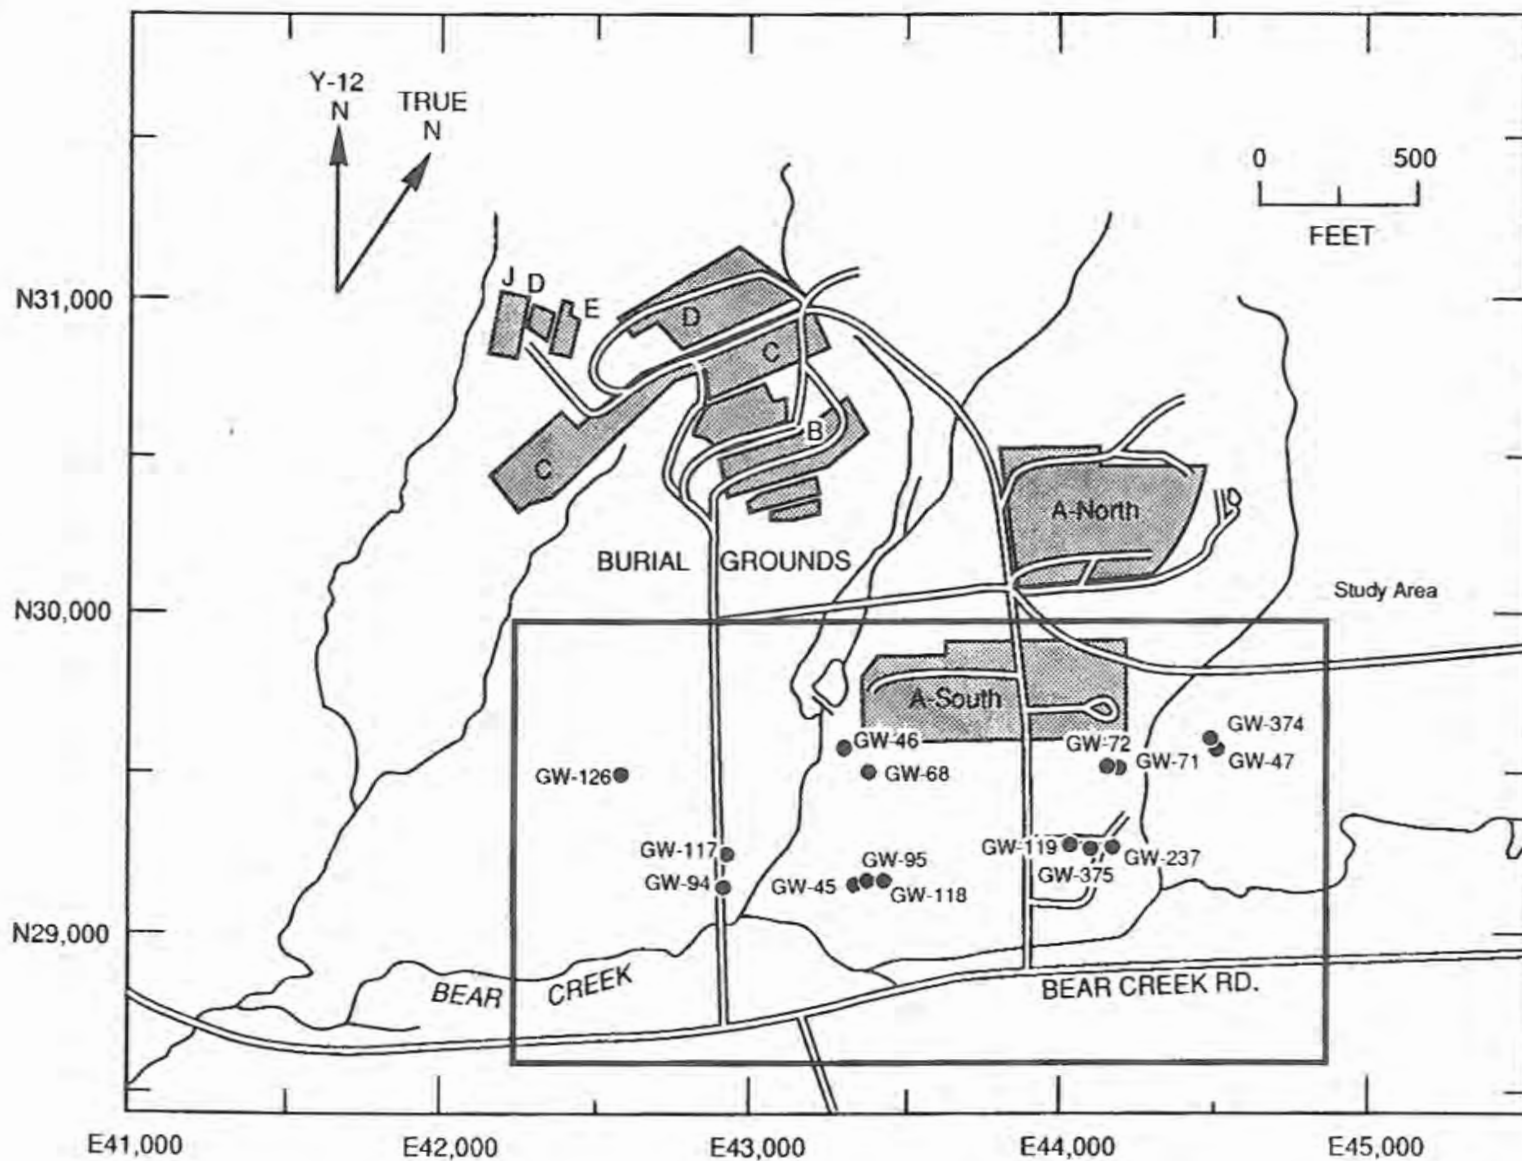 Y-12
N
TRUE
N
0 500
FEET
N31,000
J D E
D
C
B
C
A-North
BURIAL GROUNDS
Study Area
N30,000
A-South
GW-46
GW-72
GW-374
GW-126
GW-68
GW-71
GW-47
GW-117
GW-95
GW-119
GW-237
GW-94
GW-45
GW-118
GW-375
N29,000
BEAR CREEK
BEAR CREEK RD.
E41,000 E42,000 E43,000 E44,000 E45,000